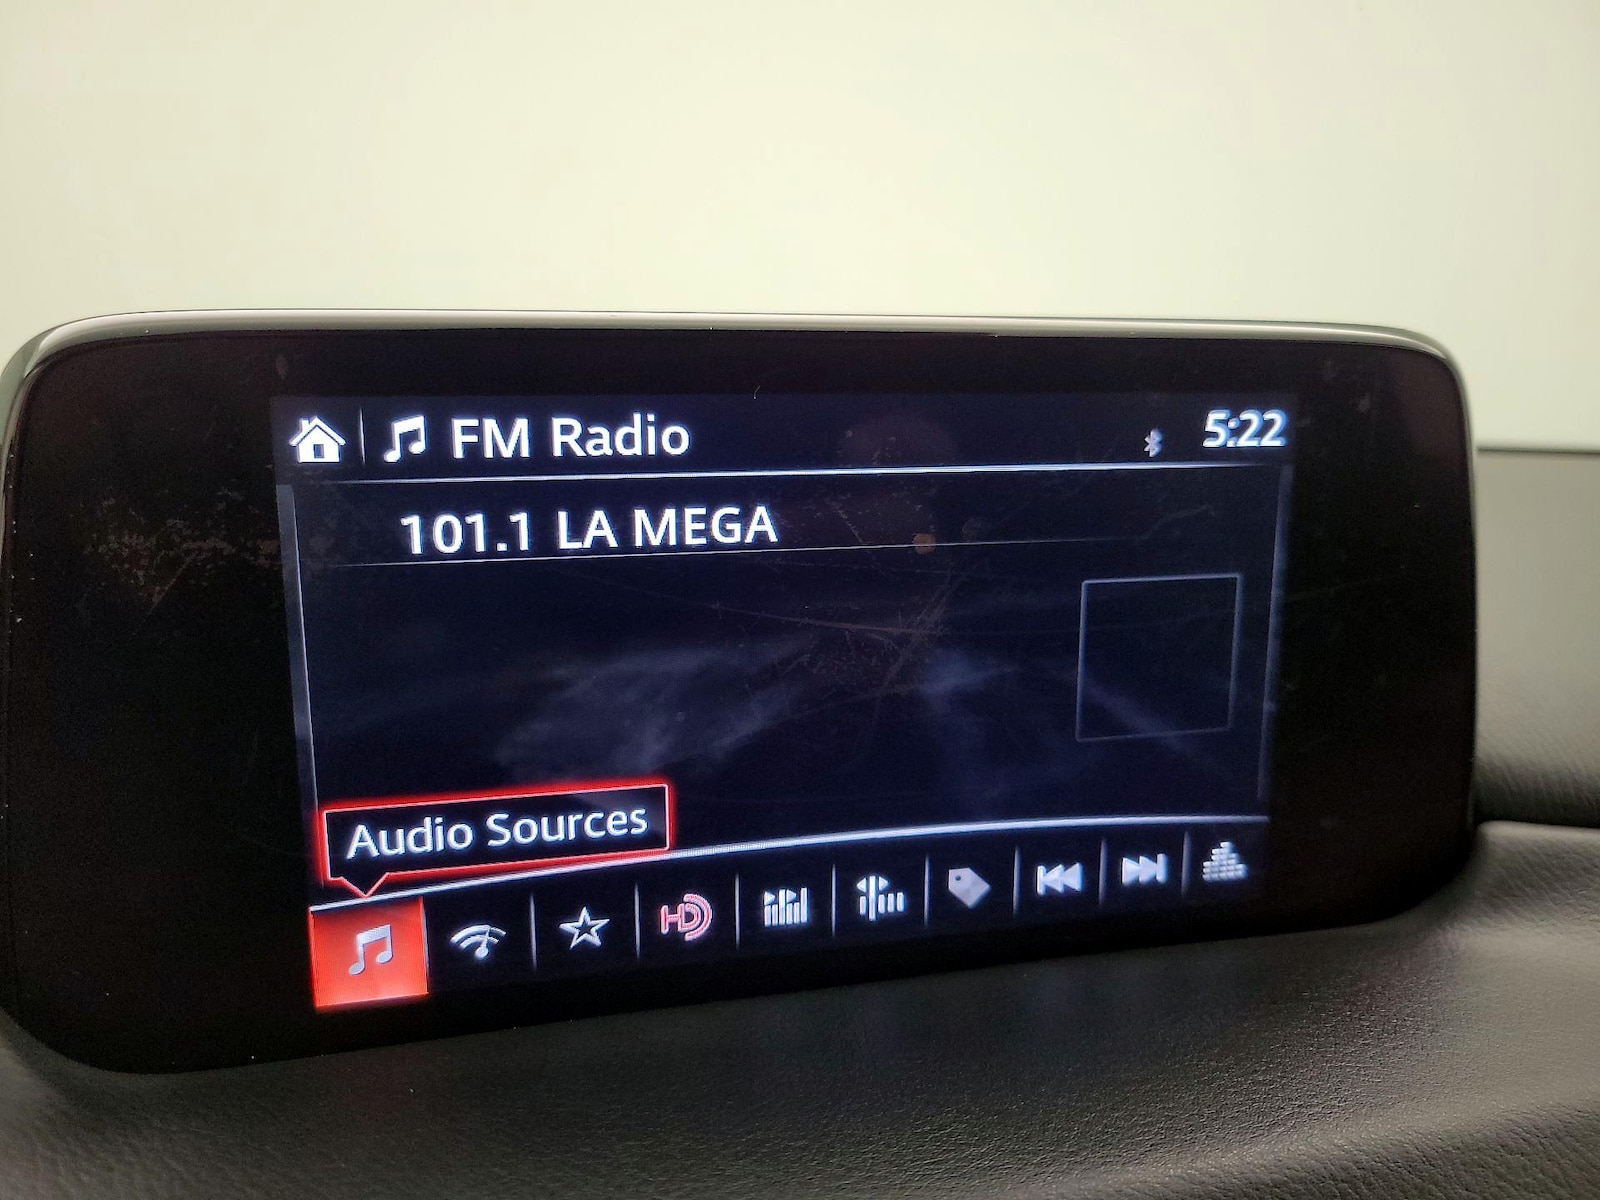 FM Radio
5:22
101.1 LA MEGA
Audio Sources
HD